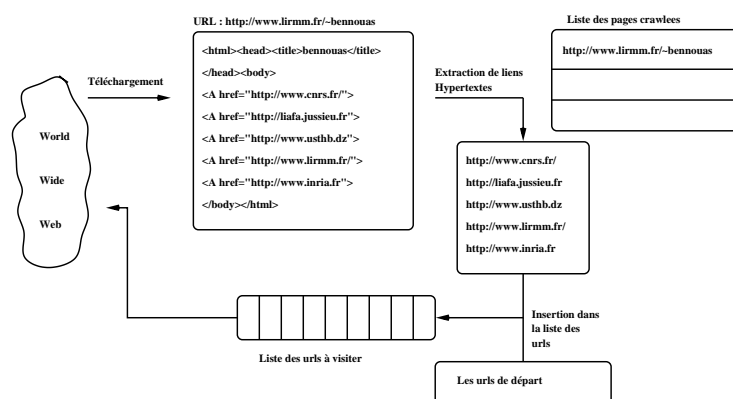 URL : http://www.lirmm.fr/~bennouas
Liste des pages crawlees
<html><head><title>bennouas</title>
</head><body>
<A href="http://www.cnrs.fr/">
<A href="http://liafa.jussieu.fr">
<A href="http://www.usthb.dz">
<A href="http://www.lirmm.fr/">
<A href="http://www.inria.fr">
</body></html>
http://www.lirmm.fr/~bennouas
Téléchargement
Extraction de liens
Hypertextes
World
Wide
Web
http://www.cnrs.fr/
http://liafa.jussieu.fr
http://www.usthb.dz
http://www.lirmm.fr/
http://www.inria.fr
Insertion dans
la liste des
urls
Liste des urls à visiter
Les urls de départ